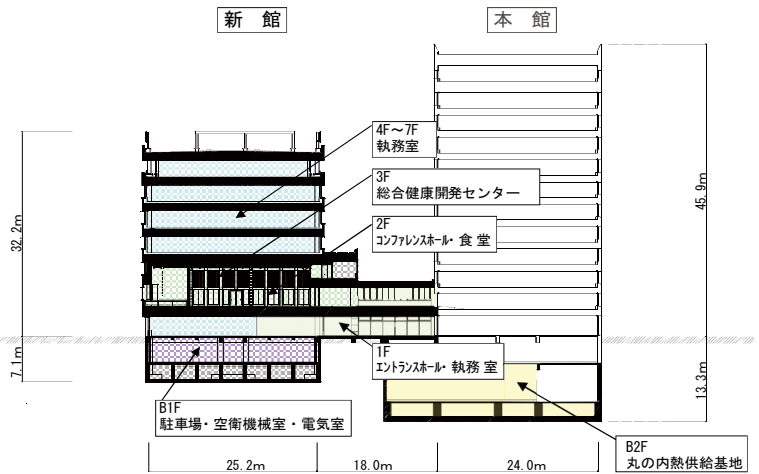 新 館
本 館
4F～7F
執務室
3F
総合健康開発センター
2F
コンファレンスホール・食 堂
32.2m
45.9m
1F
エントランスホール・執務 室
7.1m
13.3m
B1F
駐車場・空衛機械室・電気室
B2F
丸の内熱供給基地
25.2m
18.0m
24.0m